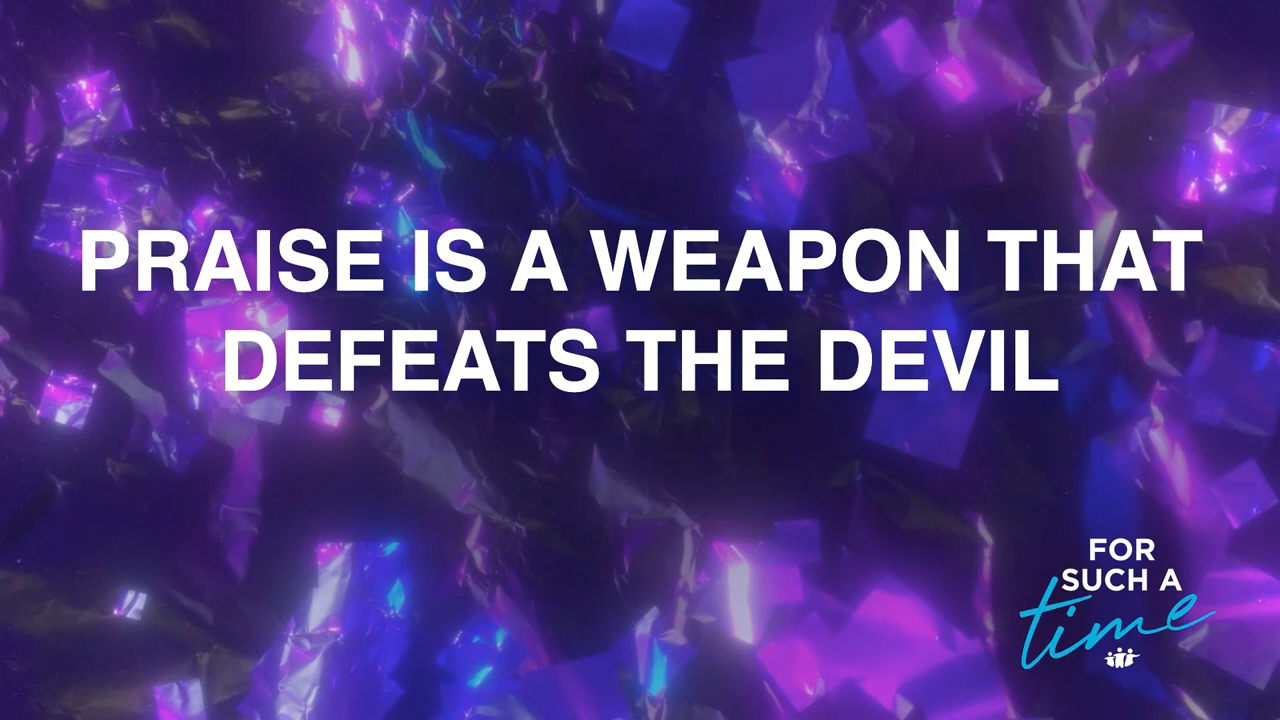 PRAISE IS A WEAPON THAT
DEFEATS THE DEVIL
FOR
SUCH A
time